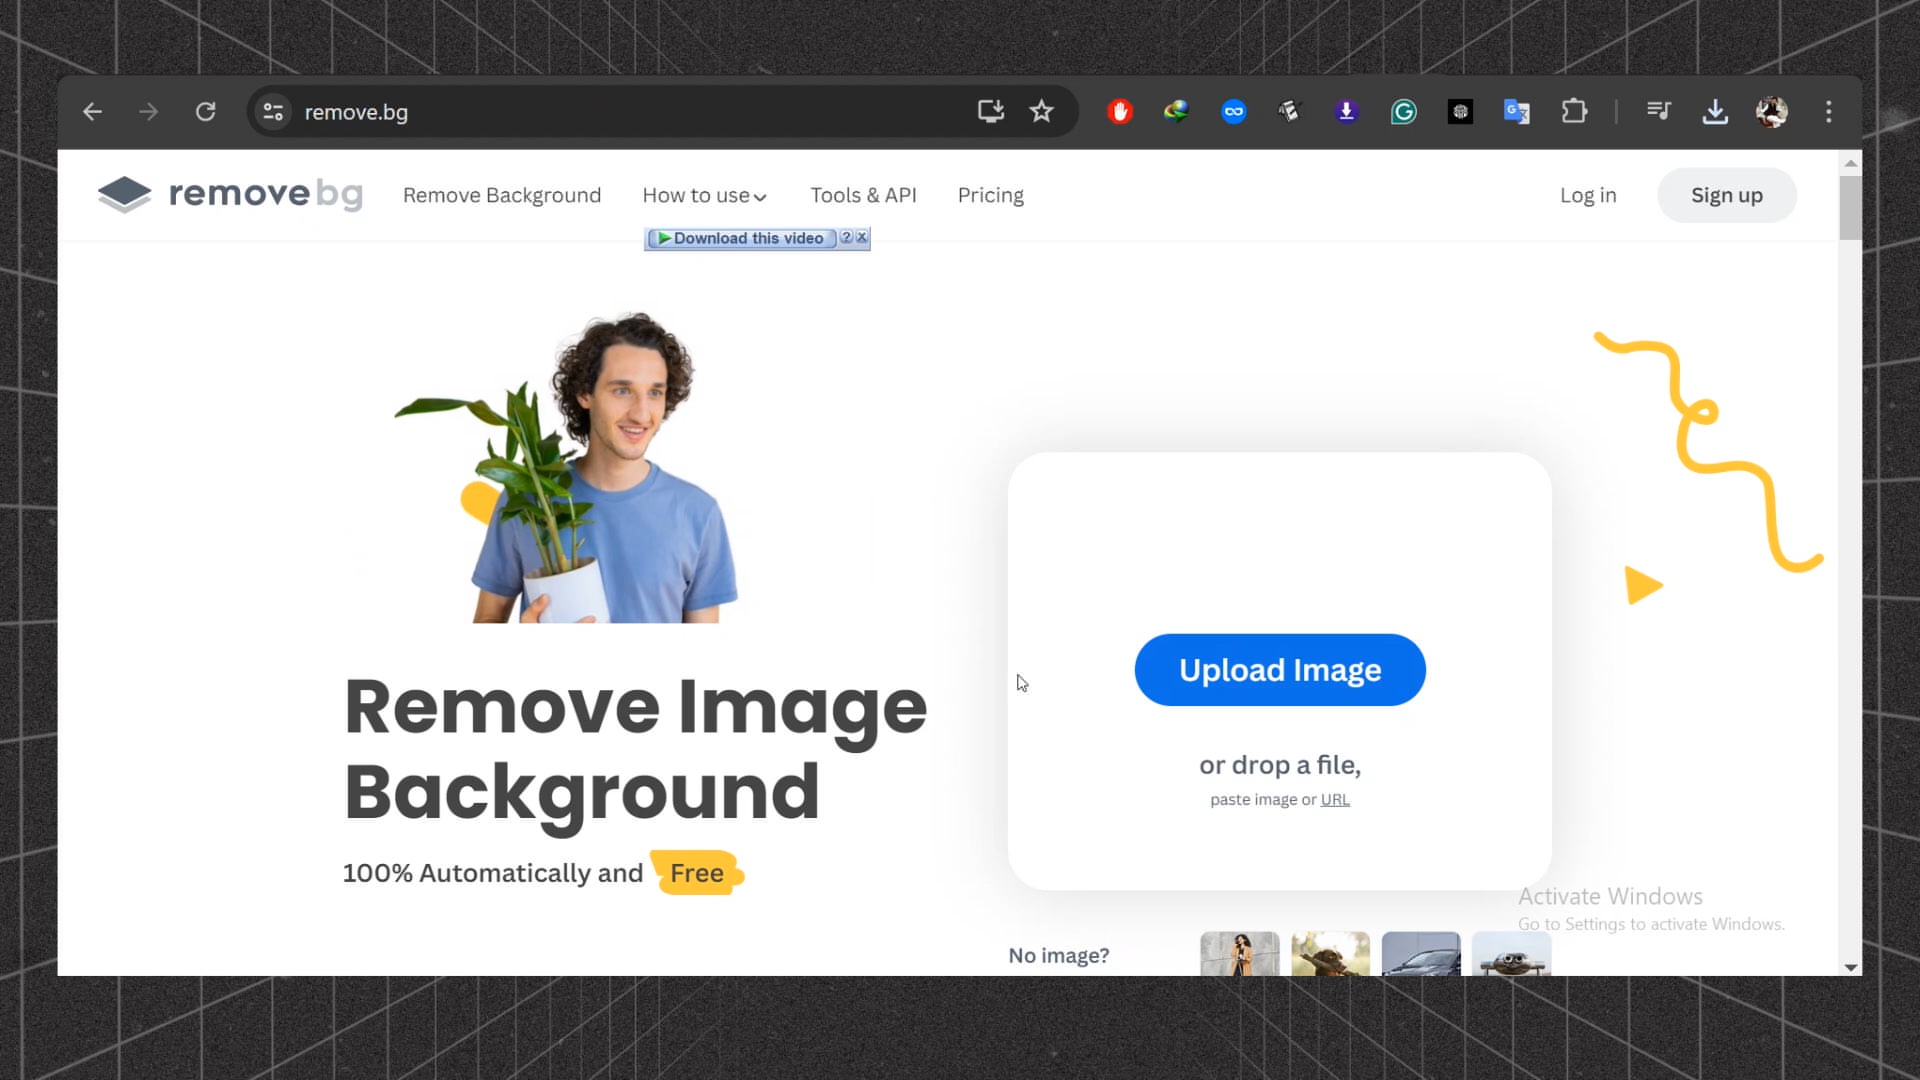 remove.bg
removebg
Remove Background
How to use
Tools & API
Pricing
Log in
Sign up
Download this video
?
Upload Image
or drop a file,
paste image or URL
Remove Image
Background
100% Automatically and Free
Activate Windows
Go to Settings to activate Windows.
No image?